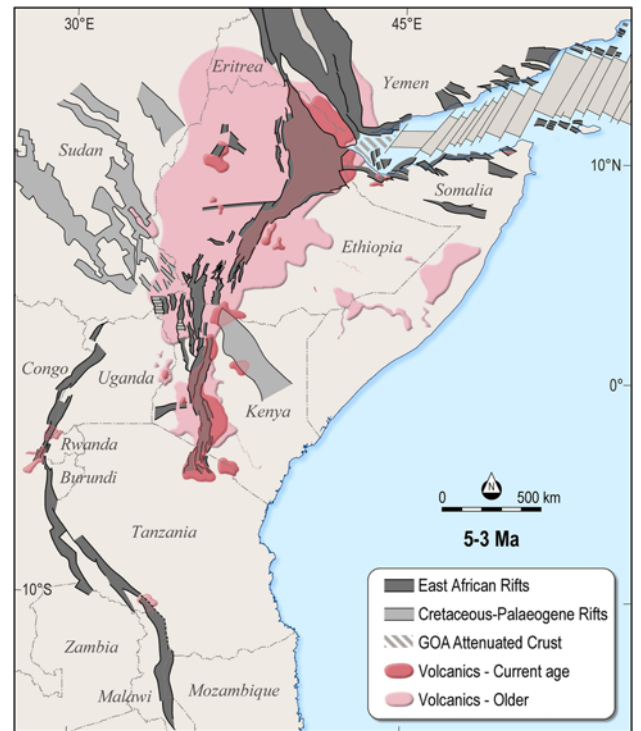 30°E
45°E
Eritrea
Yemen
Sudan
10°N
Somalia
Ethiopia
Congo
Uganda
0°
Kenya
Rwanda
Burundi
N
0 500 km
Tanzania
5-3 Ma
10°S
East African Rifts
Cretaceous-Palaeogene Rifts
GOA Attenuated Crust
Zambia
Volcanics - Current age
Malawi
Mozambique
Volcanics - Older